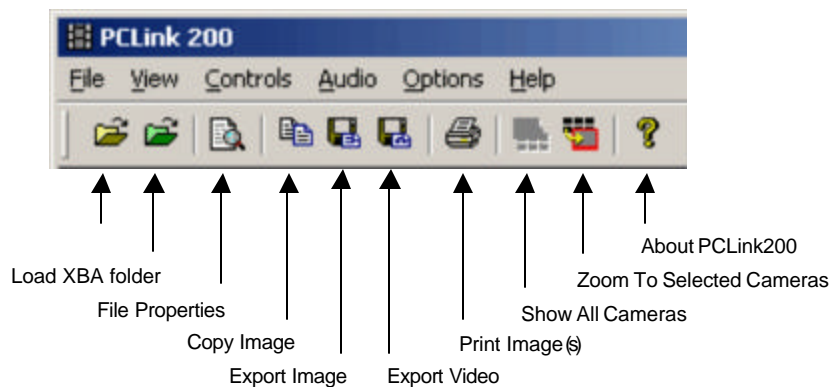 PCLink 200
File View Controls Audio Options Help
About PCLink200
Load XBA folder
Zoom To Selected Cameras
File Properties
Show All Cameras
Copy Image
Print Image(s)
Export Image
Export Video